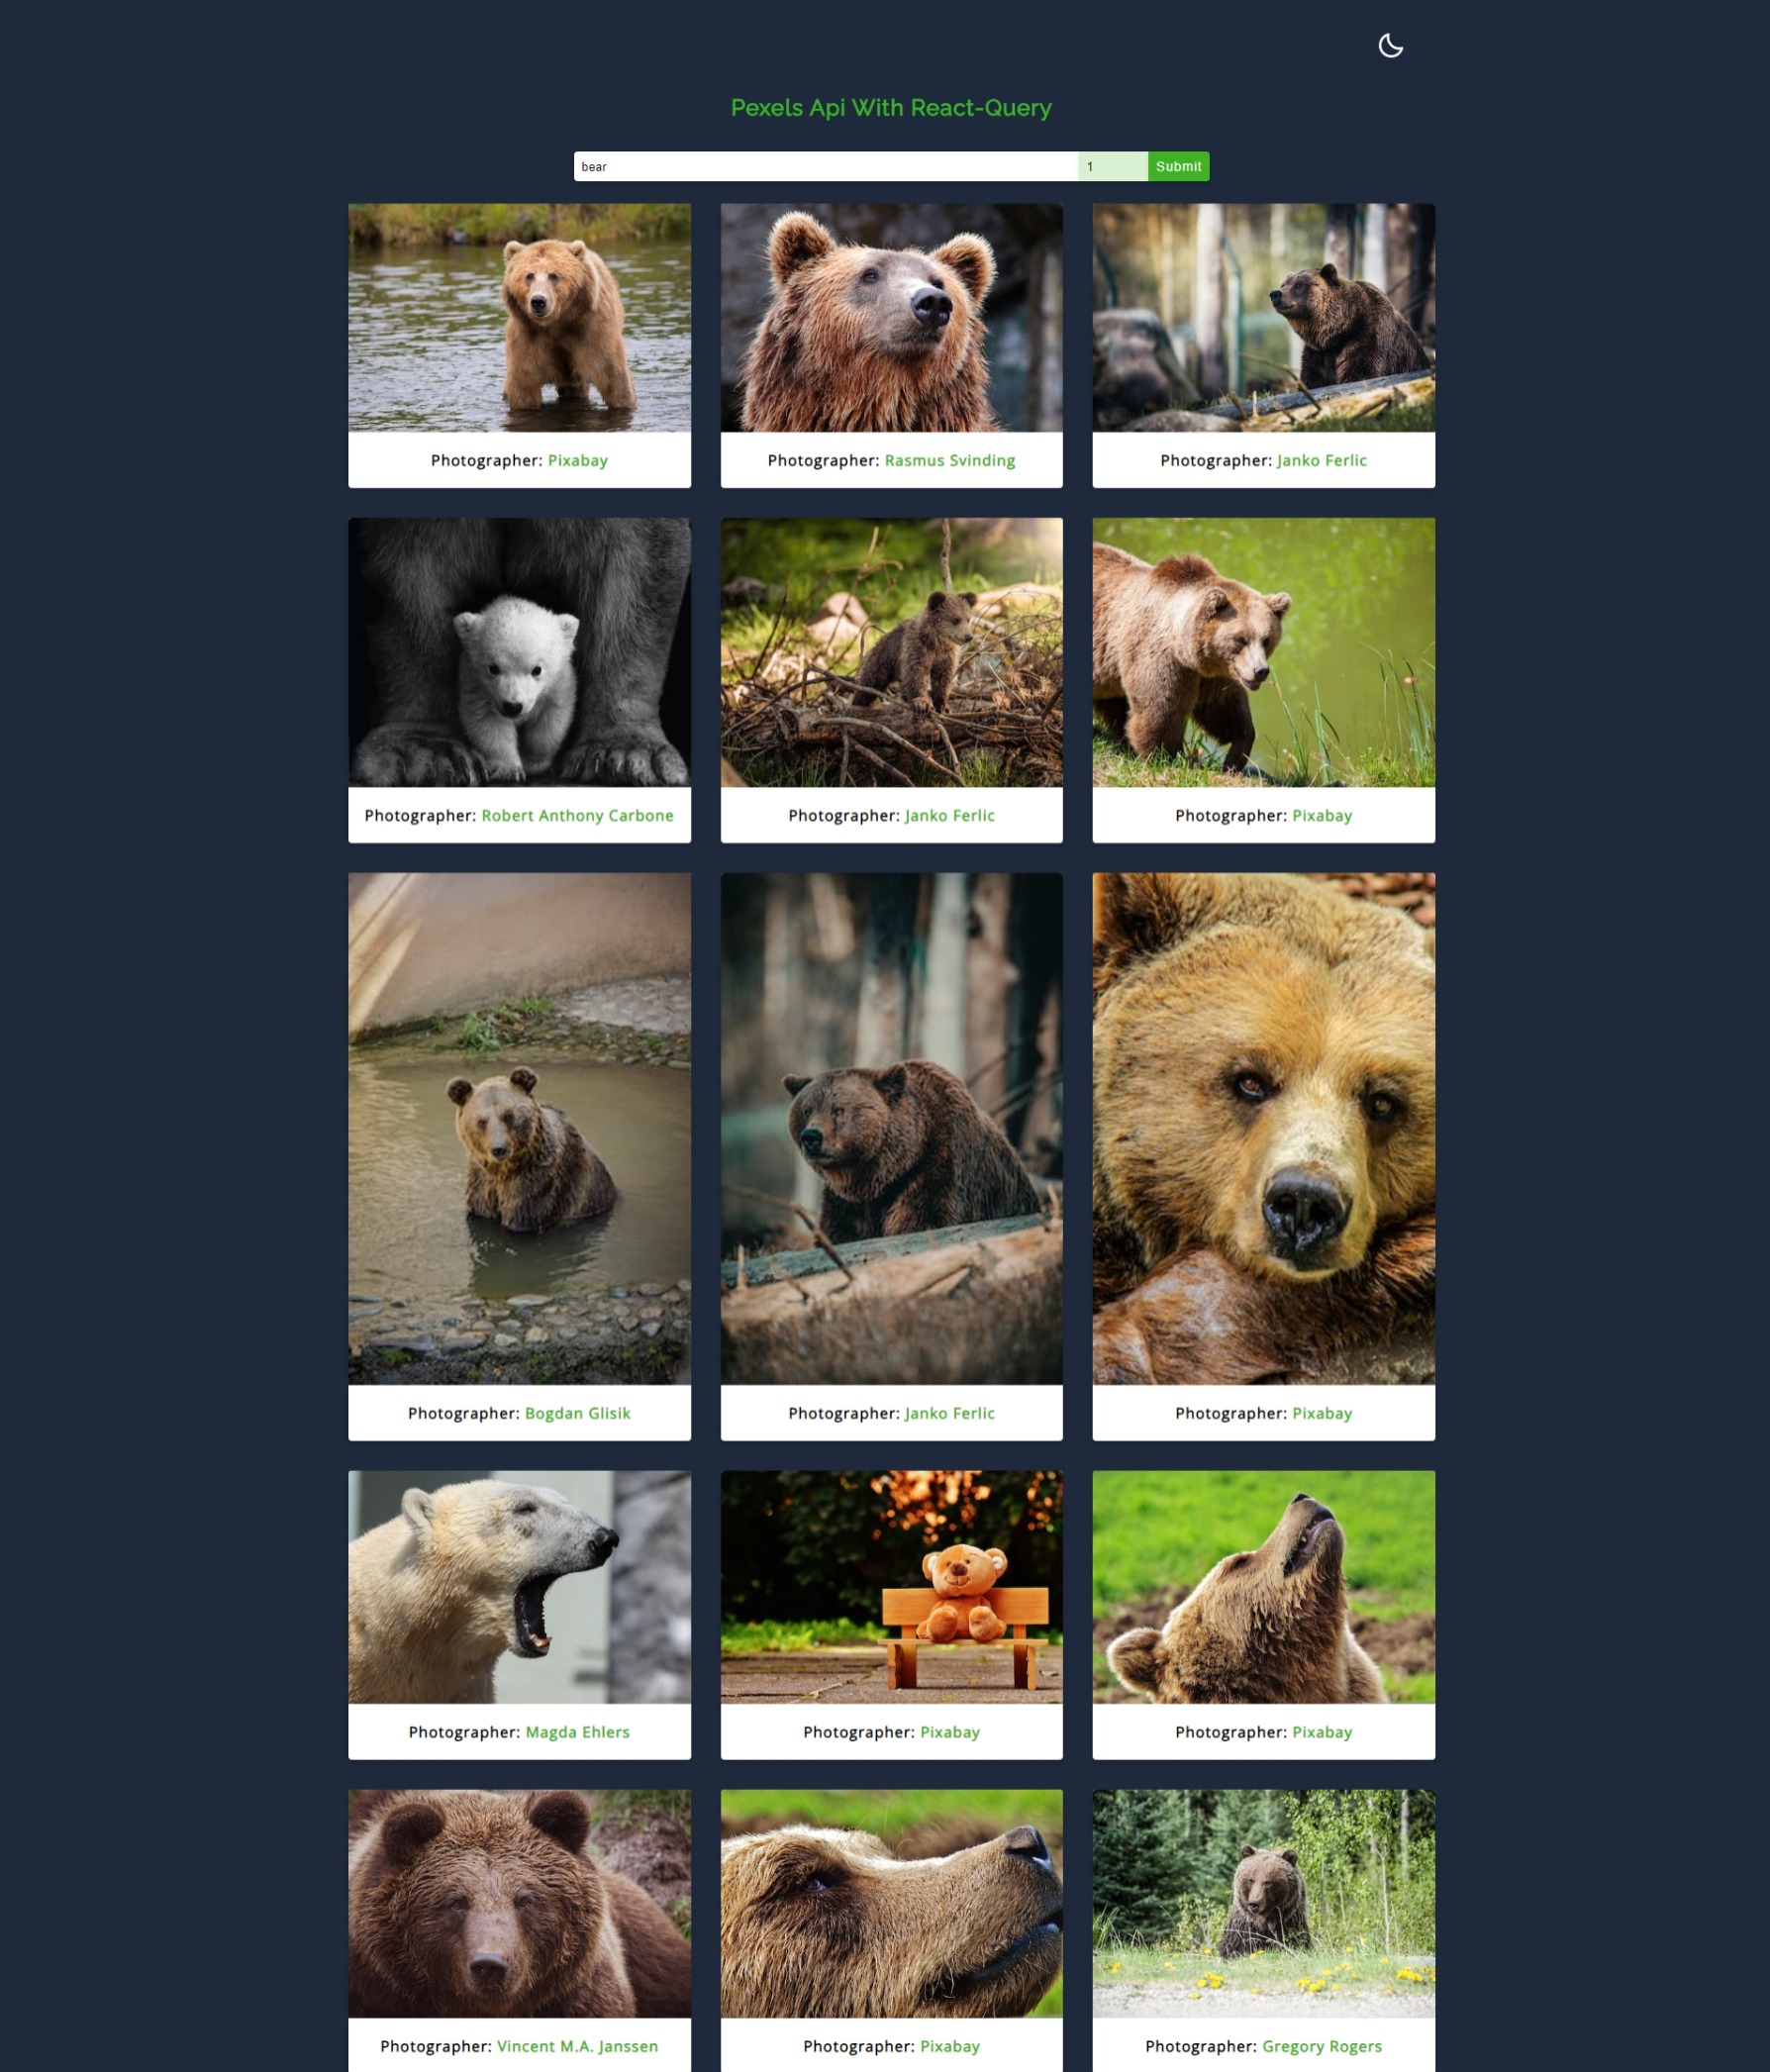 Pexels Api With React-Query
bear 1 Submit
Photographer: Pixabay
Photographer: Rasmus Svinding
Photographer: Janko Ferlic
Photographer: Robert Anthony Carbone
Photographer: Janko Ferlic
Photographer: Pixabay
Photographer: Bogdan Glisik
Photographer: Janko Ferlic
Photographer: Pixabay
Photographer: Magda Ehlers
Photographer: Pixabay
Photographer: Pixabay
Photographer: Vincent M.A. Janssen
Photographer: Pixabay
Photographer: Gregory Rogers